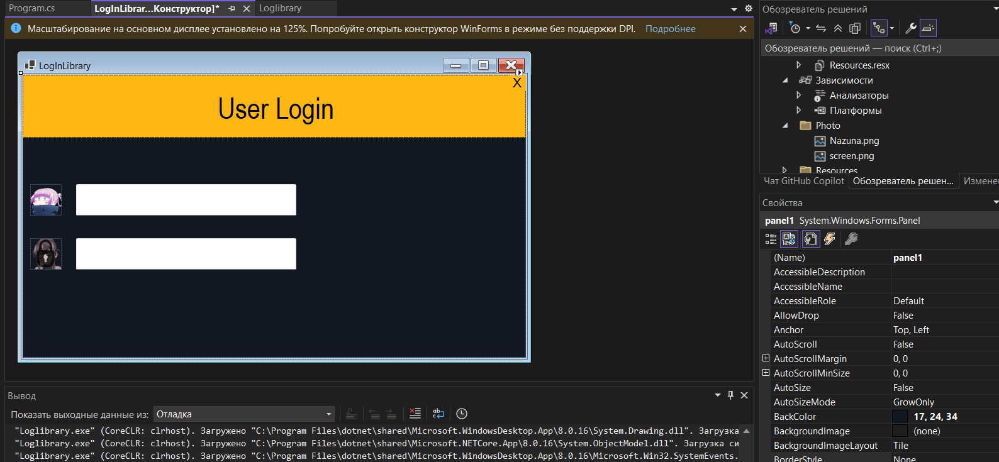 Program.cs
LogInLibrar...Конструктор]*
Loglibrary
Масштабирование на основном дисплее установлено на 125%. Попробуйте открыть конструктор WinForms в режиме без поддержки DPI. Подробнее
LogInLibrary
X
User Login
Вывод
Показать выходные данные из: Отладка
"Loglibrary.exe" (CoreCLR: clrhost). Загружено "C:\Program Files\dotnet\shared\Microsoft.WindowsDesktop.App\8.0.16\System.Drawing.dll". Загрузка
"Loglibrary.exe" (CoreCLR: clrhost). Загружено "C:\Program Files\dotnet\shared\Microsoft.NETCore.App\8.0.16\System.ObjectModel.dll". Загрузка си
"Loglibrary.exe" (CoreCLR: clrhost). Загружено "C:\Program Files\dotnet\shared\Microsoft.WindowsDesktop.App\8.0.16\Microsoft.Win32.SystemEvents.
Обозреватель решений
Обозреватель решений — поиск (Ctrl+;)
Resources.resx
Зависимости
Анализаторы
Платформы
Photo
Nazuna.png
screen.png
Resources
Чат GitHub Copilot
Обозреватель решен...
Изменен
Свойства
panel1 System.Windows.Forms.Panel
(Name) panel1
AccessibleDescription
AccessibleName
AccessibleRole Default
AllowDrop False
Anchor Top, Left
AutoScroll False
AutoScrollMargin 0, 0
AutoScrollMinSize 0, 0
AutoSize False
AutoSizeMode GrowOnly
BackColor 17, 24, 34
BackgroundImage (none)
BackgroundImageLayout Tile
BorderStyle None